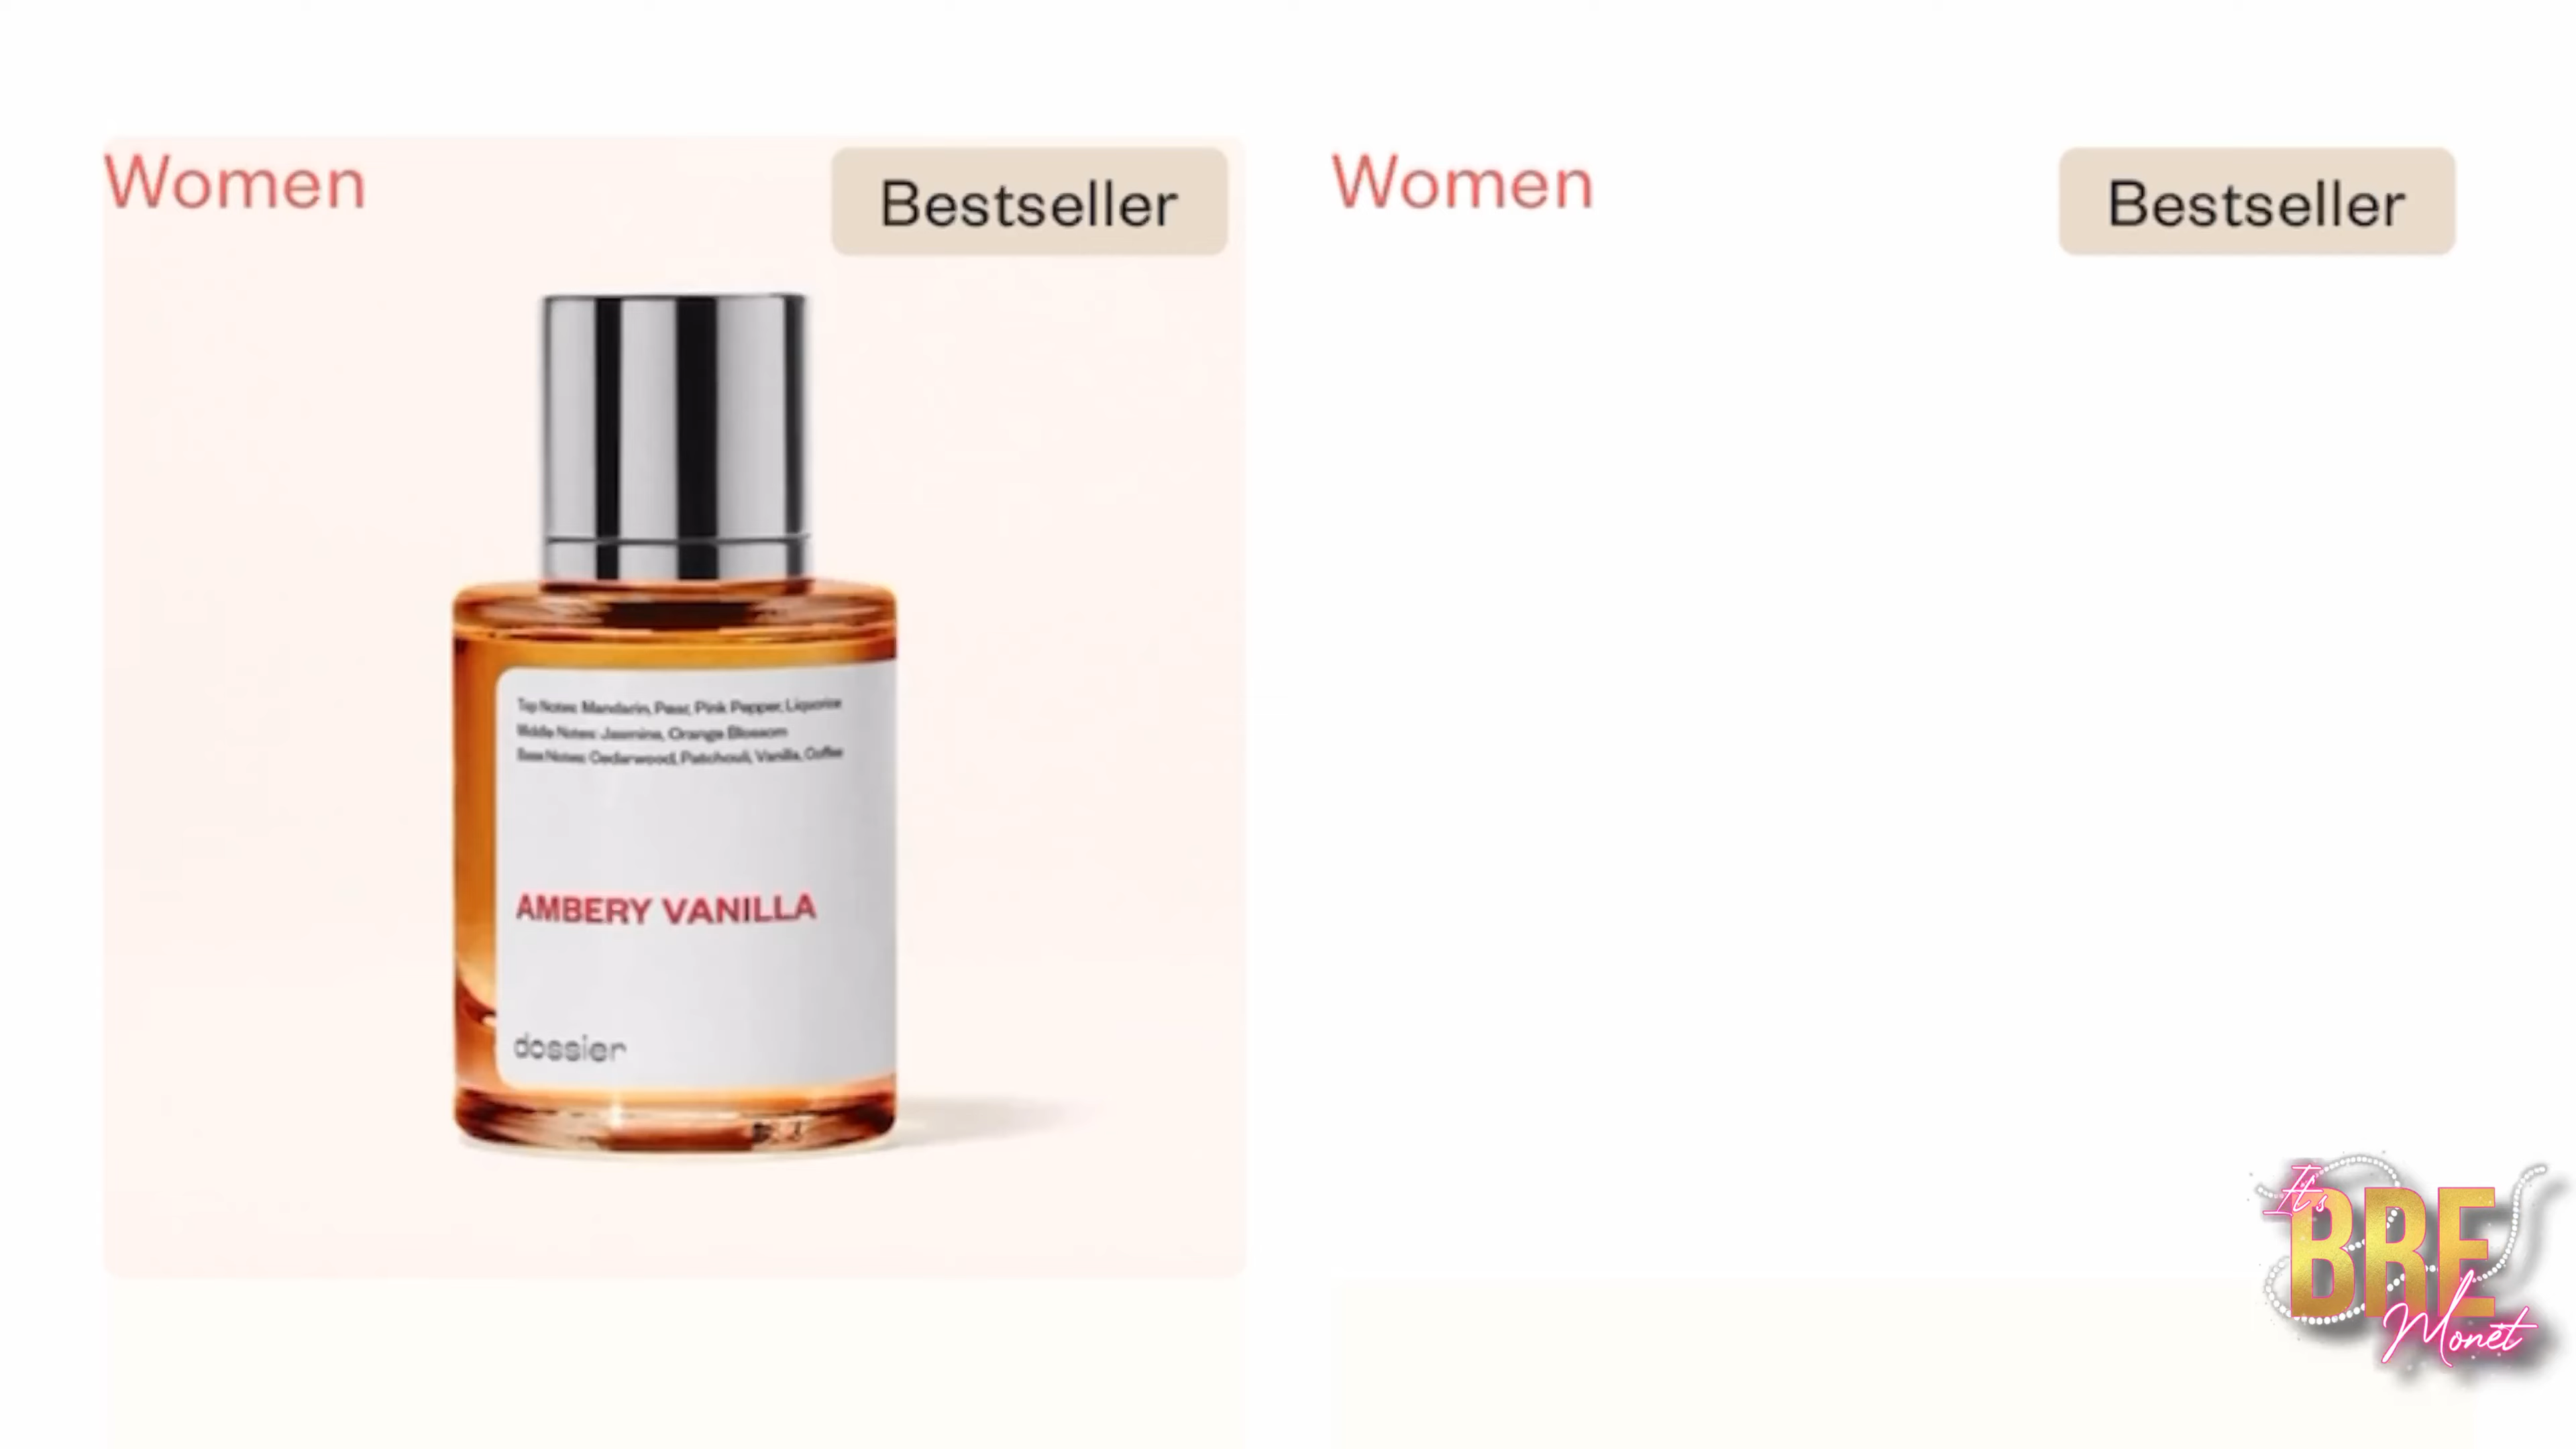 Women
Bestseller
Women
Bestseller
Top Notes: Mandarin, Pear, Pink Pepper, Liquorice
Middle Notes: Jasmine, Orange Blossom
Base Notes: Cedarwood, Patchouli, Vanilla, Coffee
AMBERY VANILLA
dossier
It's
BRE
Monét